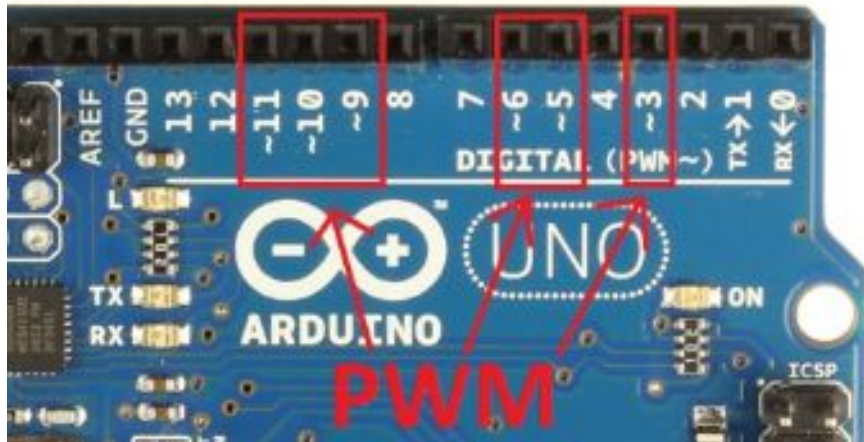 AREF
GND
13
12
~11
~10
~9
8
7
~6
~5
4
~3
2
TX→1
RX←0
DIGITAL (PWM~)
L
TX
RX
ARDUINO
™
UNO
ON
PWM
ICSP